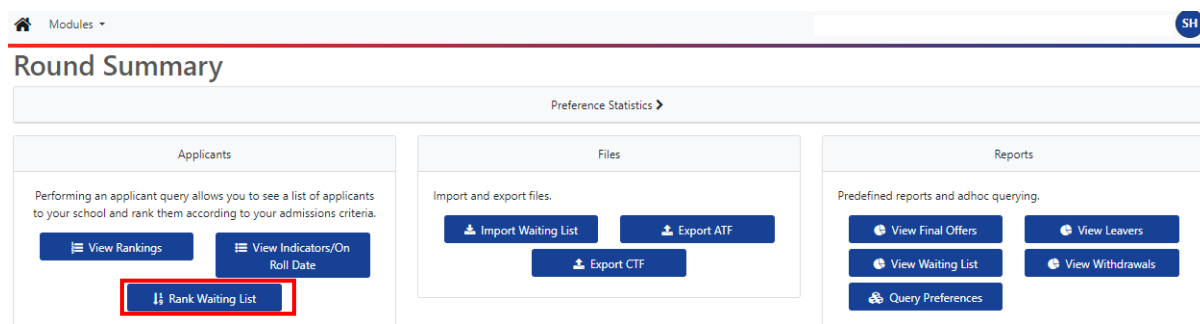 Modules
SH
Round Summary
Preference Statistics
Applicants
Performing an applicant query allows you to see a list of applicants
to your school and rank them according to your admissions criteria.
View Rankings
View Indicators/On
Roll Date
Rank Waiting List
Files
Import and export files.
Import Waiting List
Export ATF
Export CTF
Reports
Predefined reports and adhoc querying.
View Final Offers
View Leavers
View Waiting List
View Withdrawals
Query Preferences